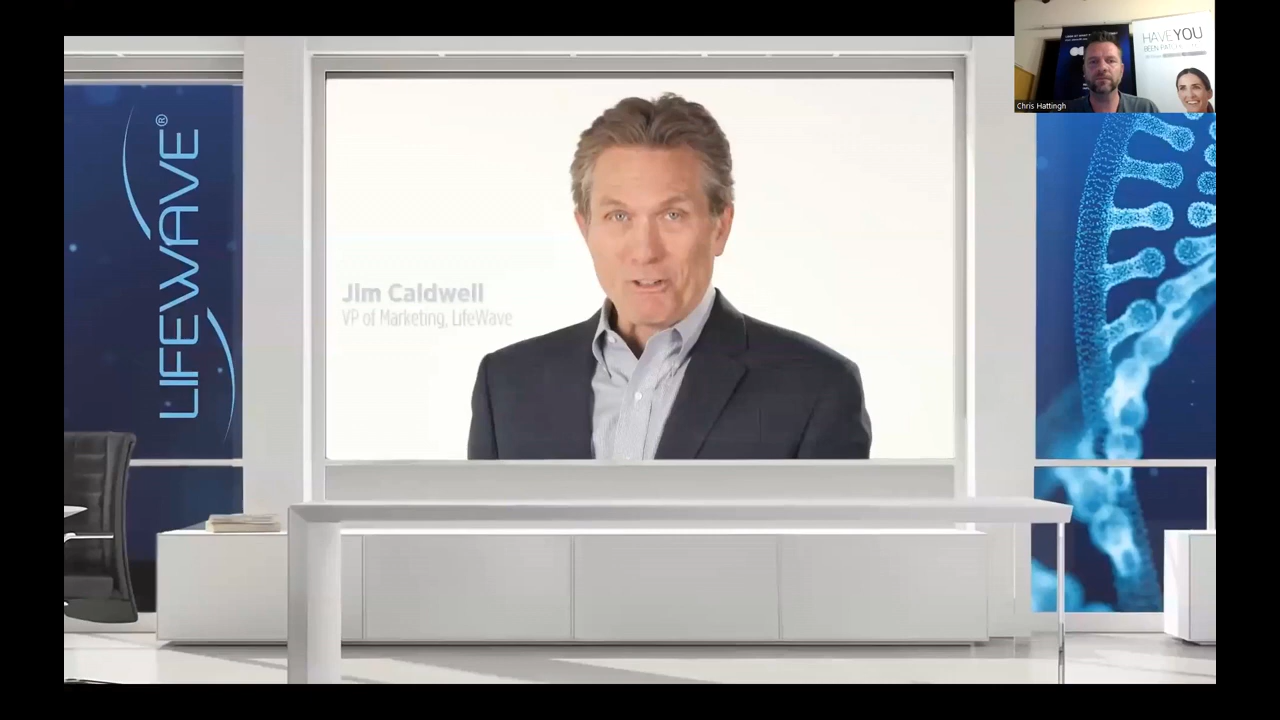 LIFEWAVE®
Jim Caldwell
VP of Marketing, LifeWave
HAVE YOU
Chris Hattingh